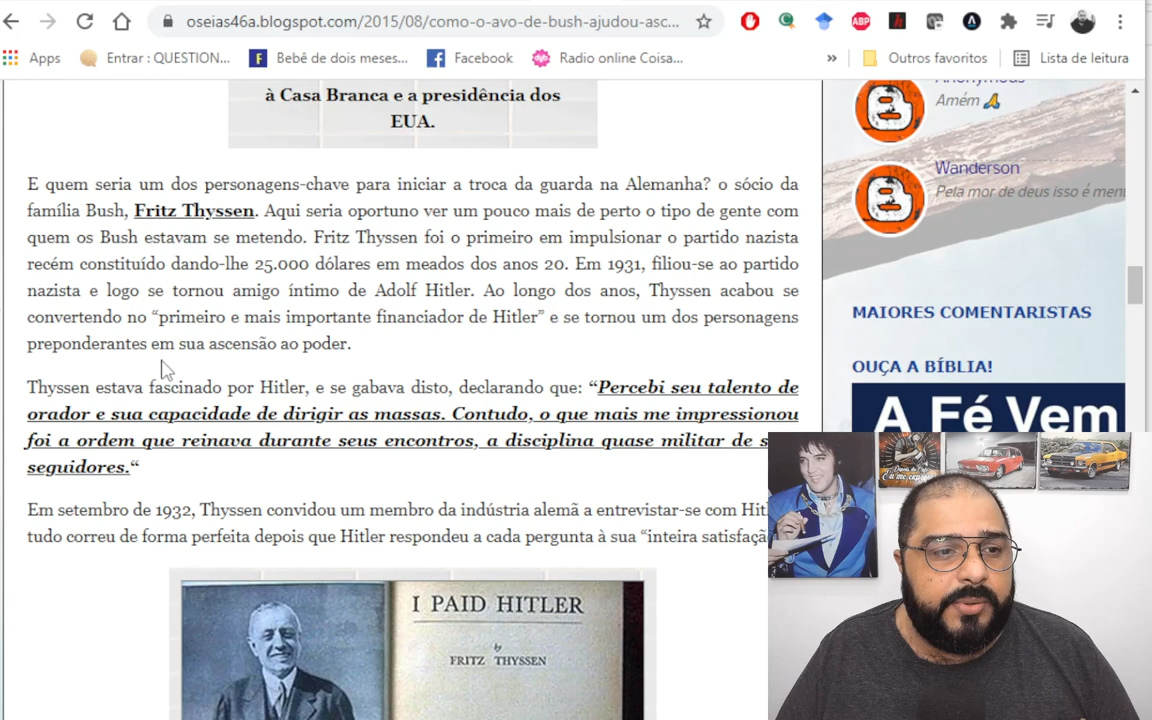 oseias46a.blogspot.com/2015/08/como-o-avo-de-bush-ajudou-asc...
ABP
Apps
Entrar : QUESTION...
Bebê de dois meses...
Facebook
Radio online Coisa...
»
Outros favoritos
Lista de leitura
à Casa Branca e a presidência dos
EUA.
E quem seria um dos personagens-chave para iniciar a troca da guarda na Alemanha? o sócio da
família Bush, Fritz Thyssen. Aqui seria oportuno ver um pouco mais de perto o tipo de gente com
quem os Bush estavam se metendo. Fritz Thyssen foi o primeiro em impulsionar o partido nazista
recém constituído dando-lhe 25.000 dólares em meados dos anos 20. Em 1931, filiou-se ao partido
nazista e logo se tornou amigo íntimo de Adolf Hitler. Ao longo dos anos, Thyssen acabou se
convertendo no “primeiro e mais importante financiador de Hitler” e se tornou um dos personagens
preponderantes em sua ascensão ao poder.
Thyssen estava fascinado por Hitler, e se gabava disto, declarando que: “Percebi seu talento de
orador e sua capacidade de dirigir as massas. Contudo, o que mais me impressionou
foi a ordem que reinava durante seus encontros, a disciplina quase militar de s
seguidores.“
Em setembro de 1932, Thyssen convidou um membro da indústria alemã a entrevistar-se com Hit
tudo correu de forma perfeita depois que Hitler respondeu a cada pergunta à sua “inteira satisfaçã
I PAID HITLER
by
FRITZ THYSSEN
Anonymous
Amém 🙏
Wanderson
Pela mor de deus isso é ment
MAIORES COMENTARISTAS
OUÇA A BÍBLIA!
A Fé Vem